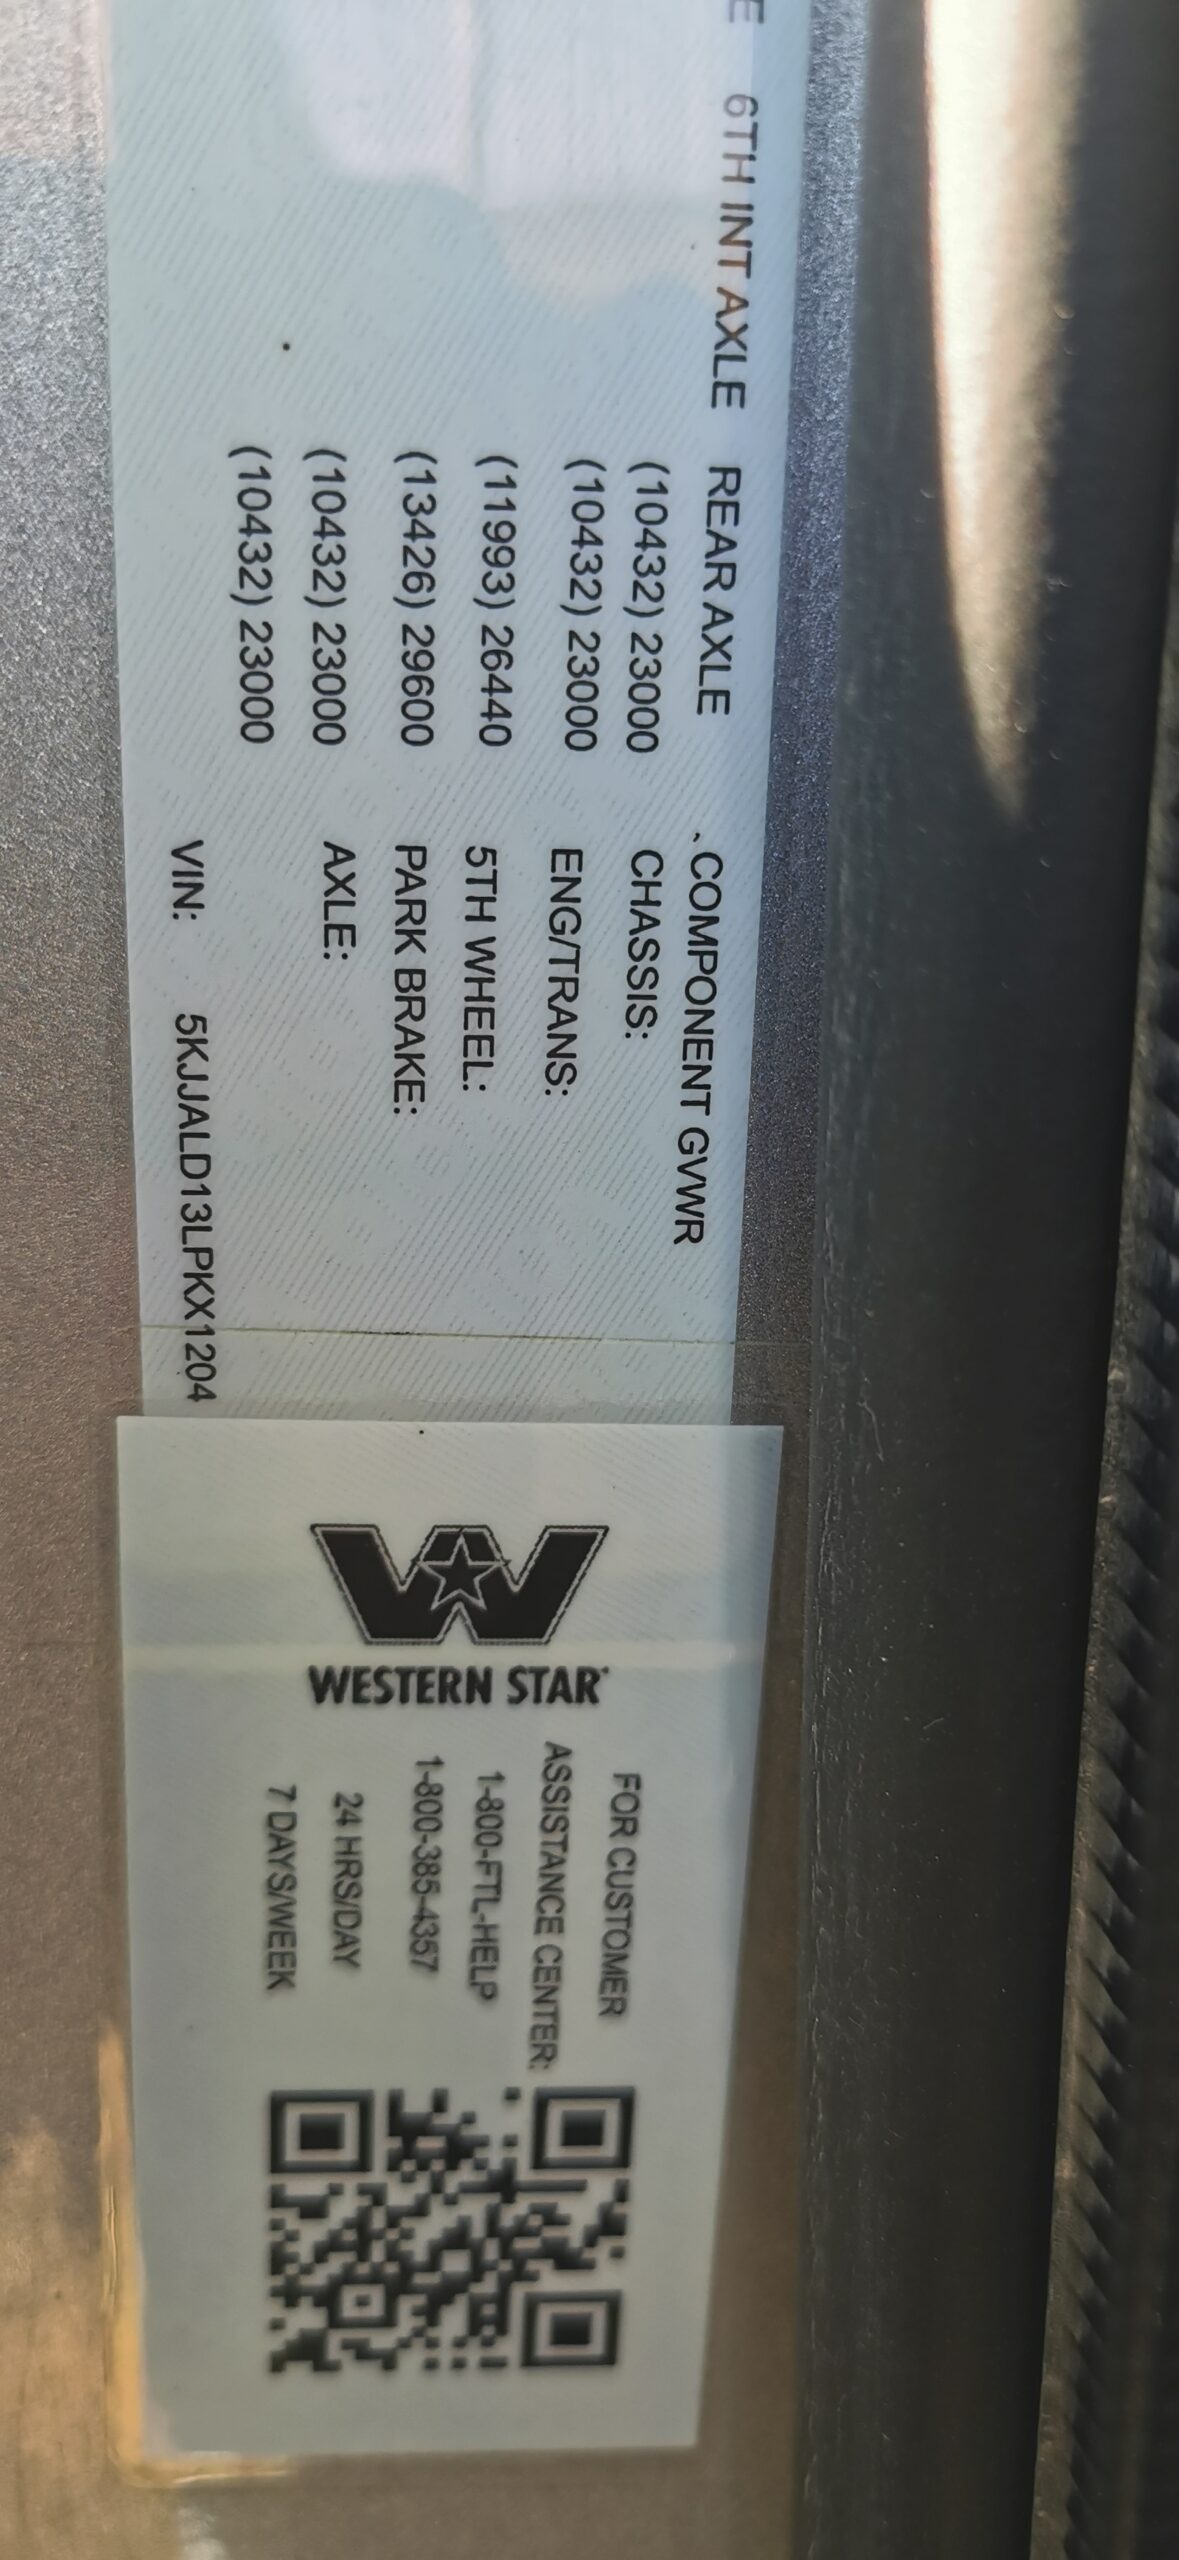 E 6TH INT AXLE REAR AXLE COMPONENT GVWR
(10432) 23000 CHASSIS:
(10432) 23000 ENG/TRANS:
(11993) 26440 5TH WHEEL:
(13426) 29600 PARK BRAKE:
(10432) 23000 AXLE:
(10432) 23000
VIN: 5KJJALD13LPKX1204
WESTERN STAR
FOR CUSTOMER
ASSISTANCE CENTER:
1-800-FTL-HELP
1-800-385-4357
24 HRS/DAY
7 DAYS/WEEK